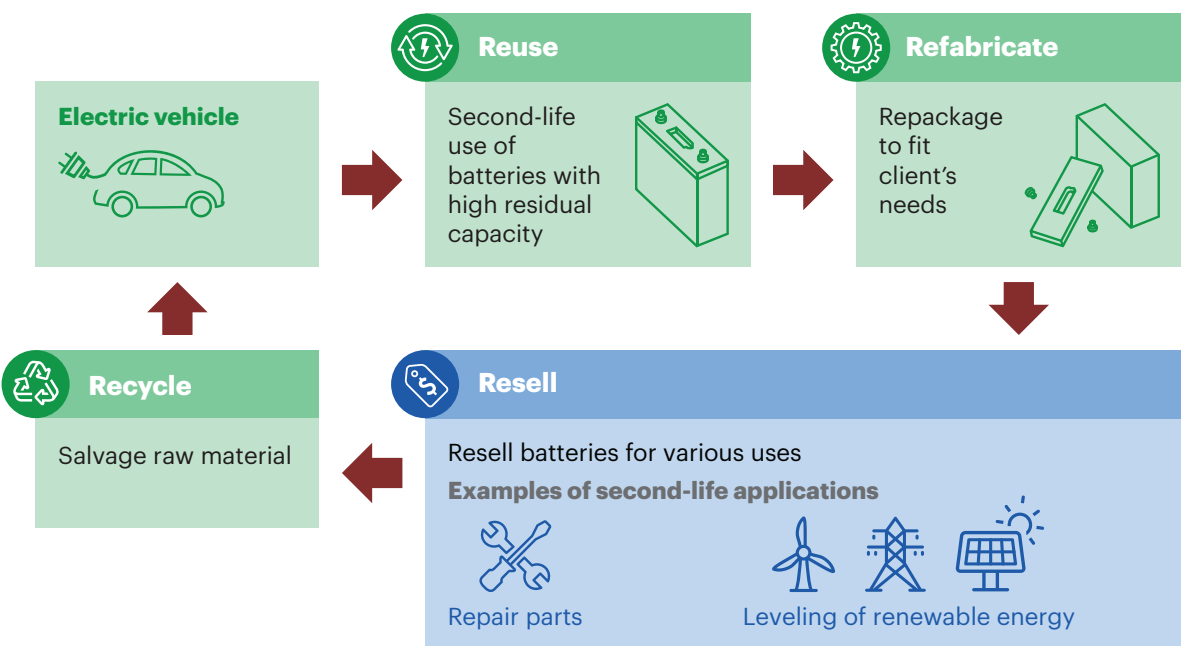 Electric vehicle
Reuse
Second-life
use of
batteries with
high residual
capacity
Refabricate
Repackage
to fit
client’s
needs
Resell
Resell batteries for various uses
Examples of second-life applications
Repair parts
Leveling of renewable energy
Recycle
Salvage raw material